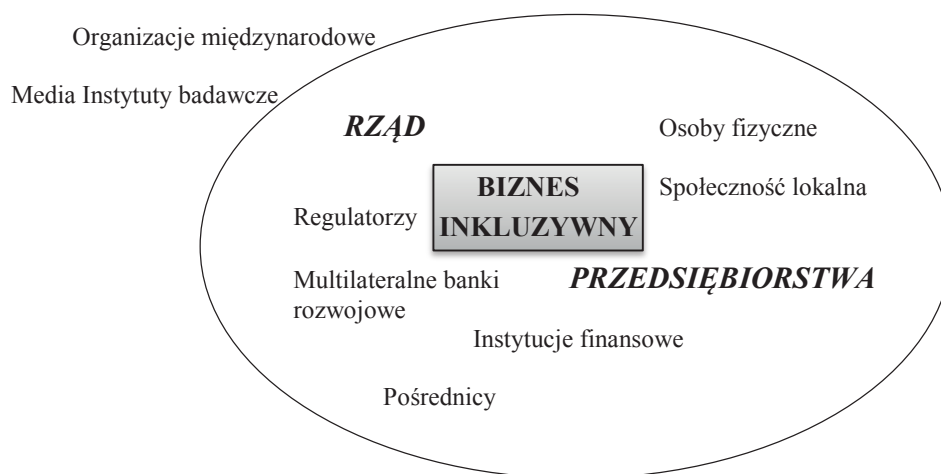 Organizacje międzynarodowe
Media Instytuty badawcze
RZĄD
Osoby fizyczne
BIZNES
INKLUZYWNY
Społeczność lokalna
Regulatorzy
Multilateralne banki
rozwojowe
PRZEDSIĘBIORSTWA
Instytucje finansowe
Pośrednicy